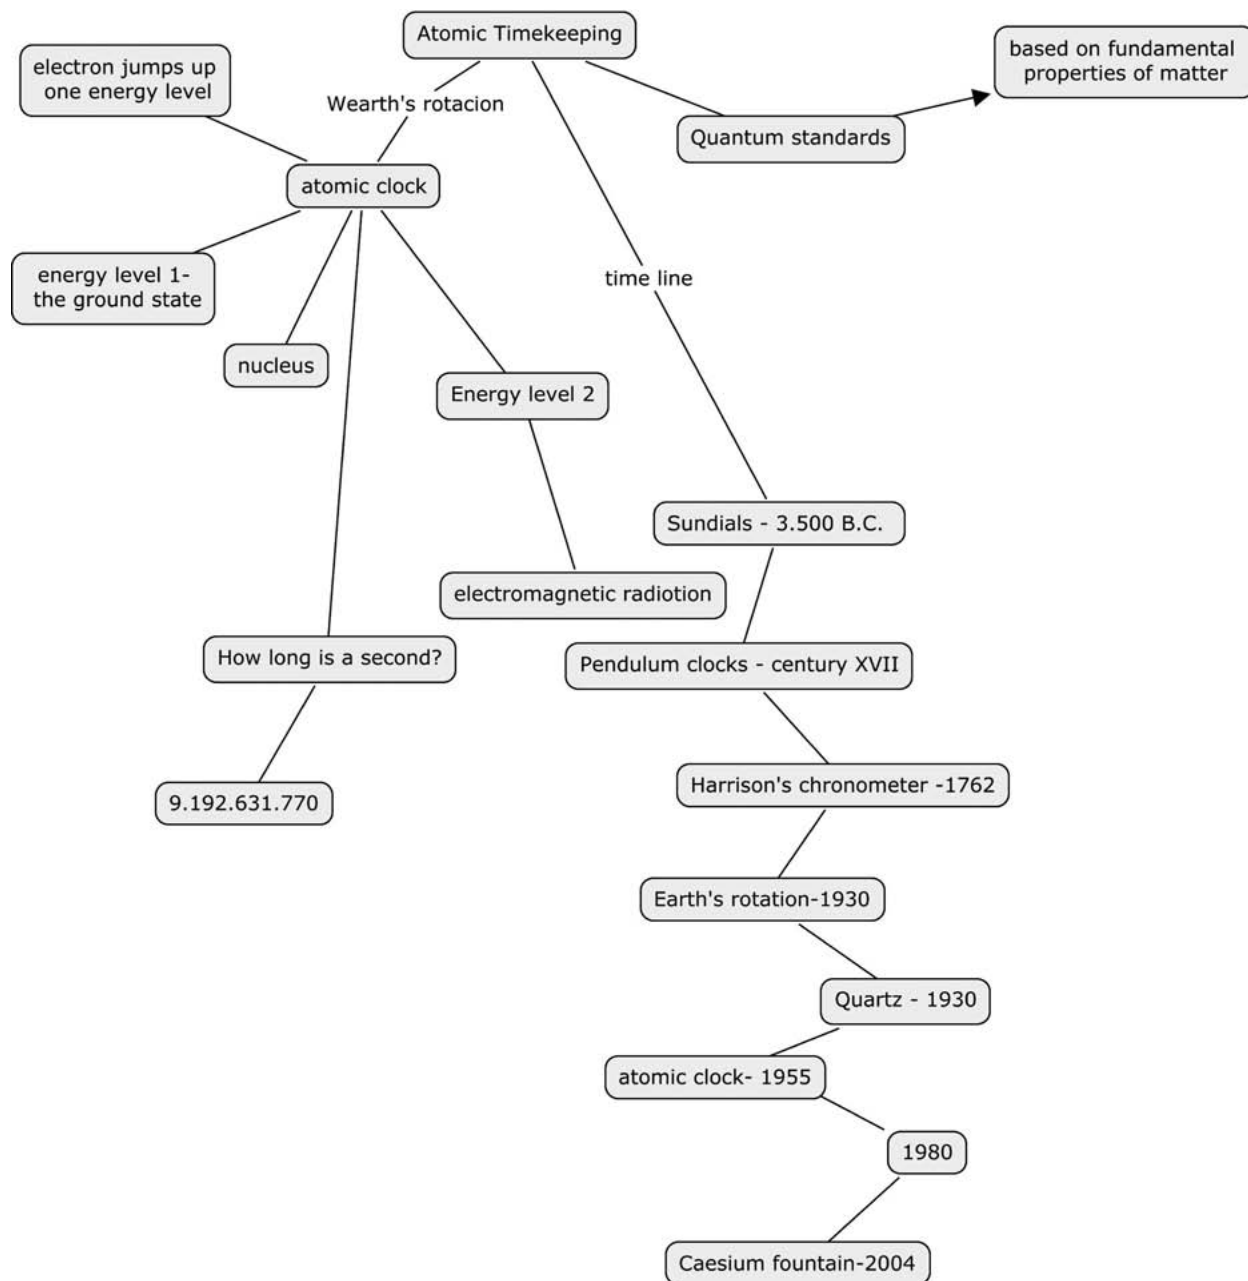 Atomic Timekeeping
based on fundamental
properties of matter
electron jumps up
one energy level
Wearth's rotacion
Quantum standards
atomic clock
energy level 1-
the ground state
time line
nucleus
Energy level 2
Sundials - 3.500 B.C.
electromagnetic radiotion
How long is a second?
Pendulum clocks - century XVII
9.192.631.770
Harrison's chronometer -1762
Earth's rotation-1930
Quartz - 1930
atomic clock- 1955
1980
Caesium fountain-2004